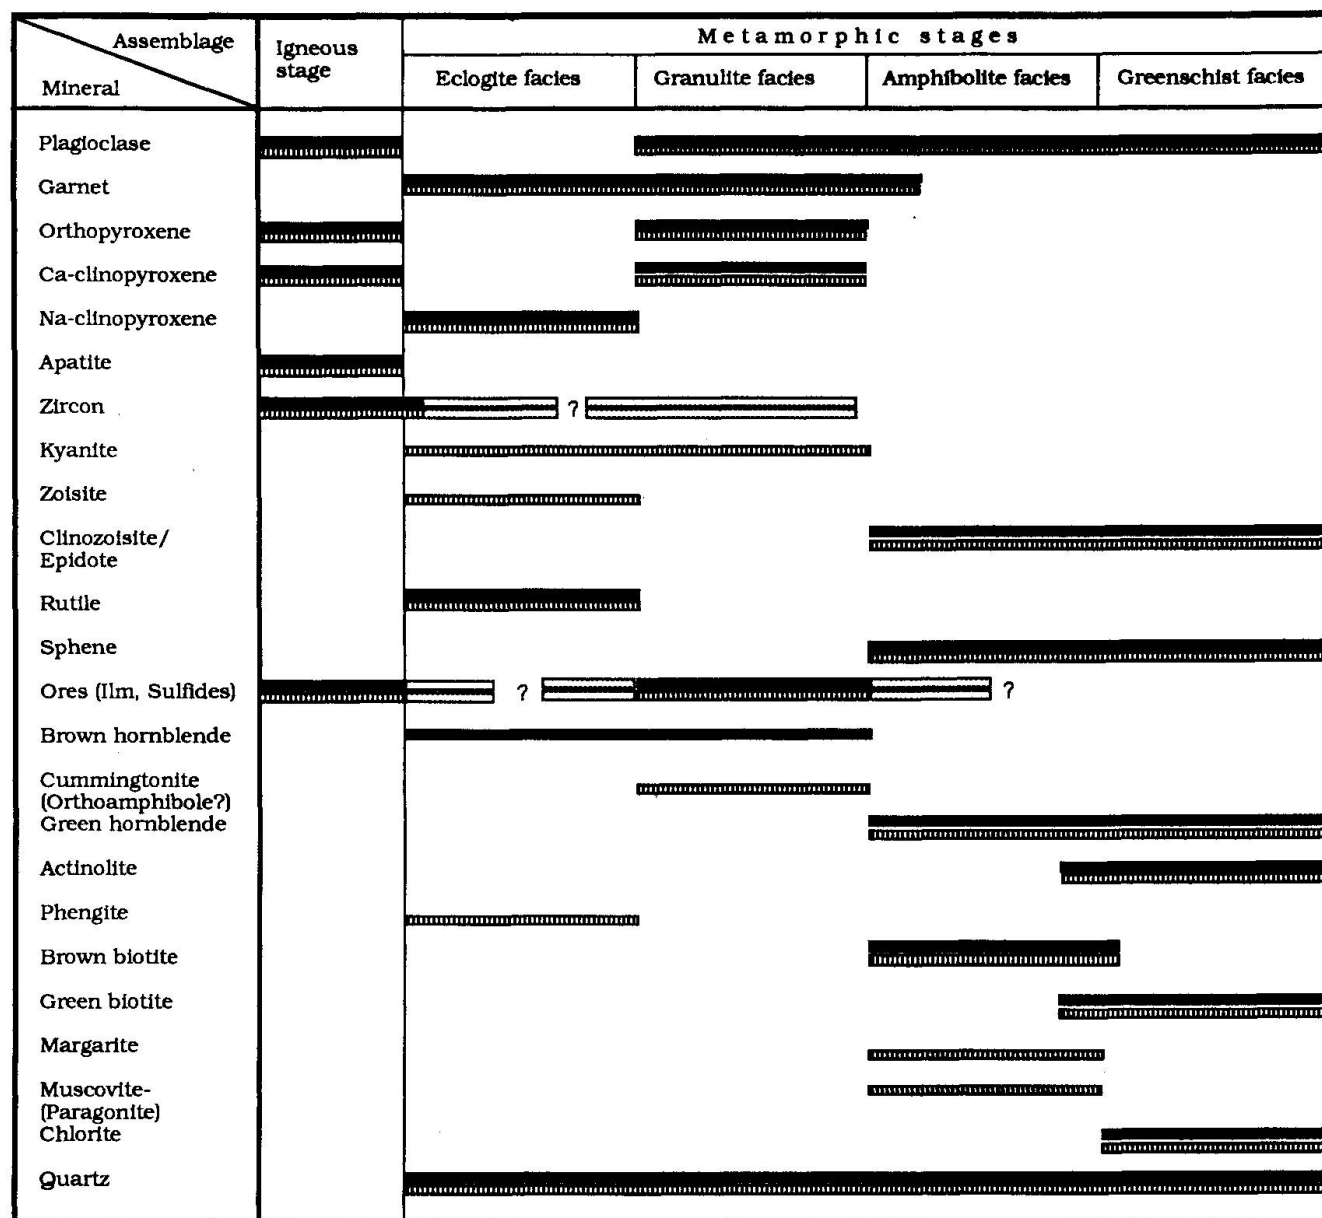 Assemblage
Mineral
Igneous
stage
Metamorphic stages
Eclogite facies
Granulite facies
Amphibolite facies
Greenschist facies
Plagioclase
Garnet
Orthopyroxene
Ca-clinopyroxene
Na-clinopyroxene
Apatite
Zircon
?
Kyanite
Zoisite
Clinozoisite/
Epidote
Rutile
Sphene
Ores (Ilm, Sulfides)
?
?
Brown hornblende
Cummingtonite
(Orthoamphibole?)
Green hornblende
Actinolite
Phengite
Brown biotite
Green biotite
Margarite
Muscovite-
(Paragonite)
Chlorite
Quartz